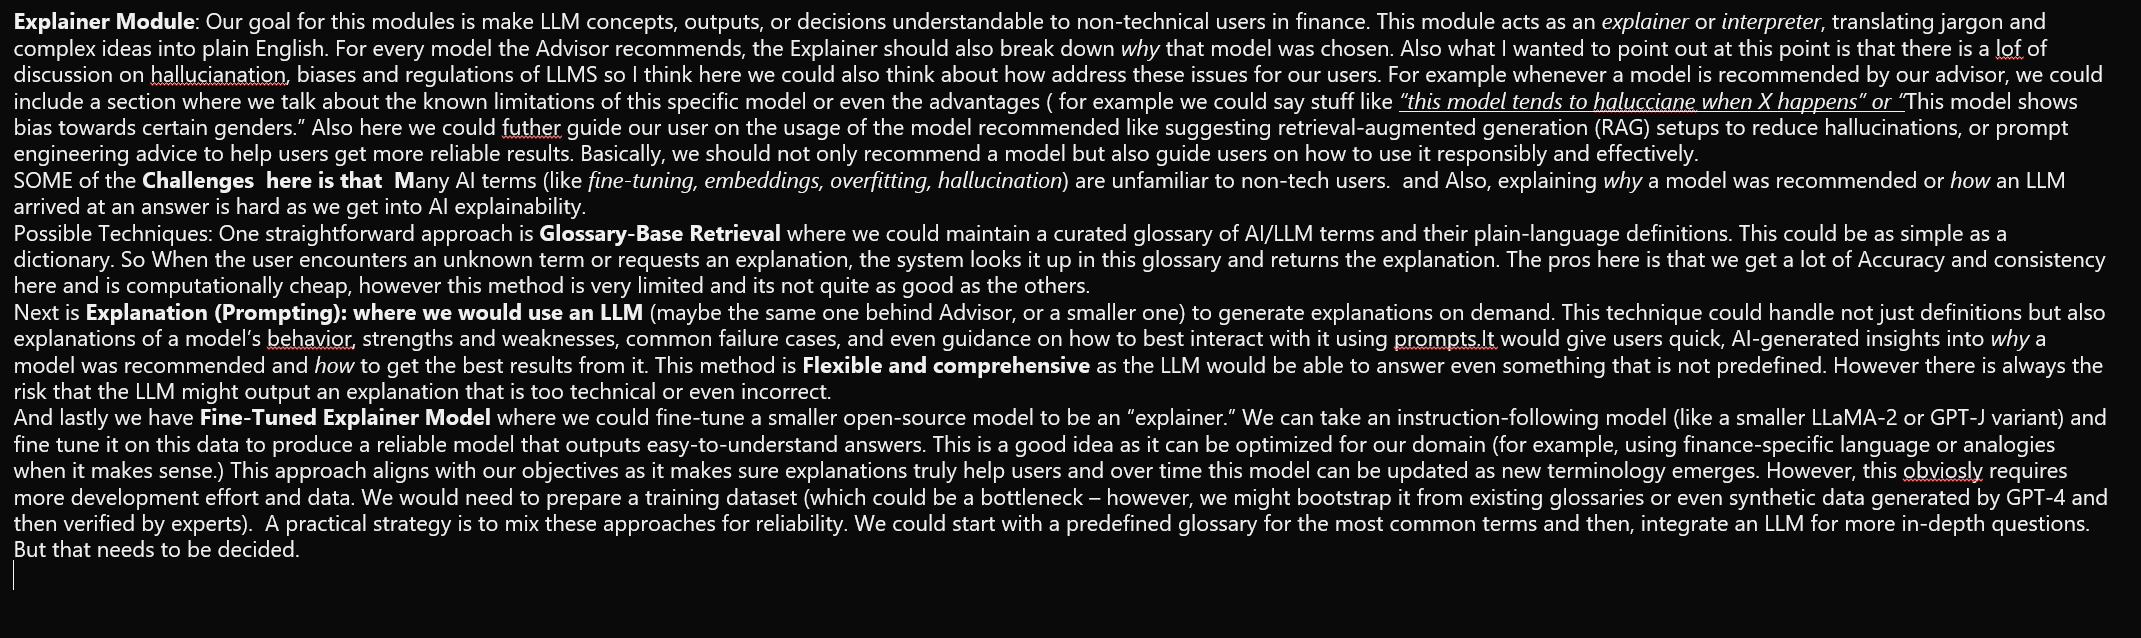 Explainer Module: Our goal for this modules is make LLM concepts, outputs, or decisions understandable to non-technical users in finance. This module acts as an explainer or interpreter, translating jargon and
complex ideas into plain English. For every model the Advisor recommends, the Explainer should also break down why that model was chosen. Also what I wanted to point out at this point is that there is a lof of
discussion on hallucianation, biases and regulations of LLMS so I think here we could also think about how address these issues for our users. For example whenever a model is recommended by our advisor, we could
include a section where we talk about the known limitations of this specific model or even the advantages ( for example we could say stuff like “this model tends to halucciane when X happens” or “This model shows
bias towards certain genders.” Also here we could futher guide our user on the usage of the model recommended like suggesting retrieval-augmented generation (RAG) setups to reduce hallucinations, or prompt
engineering advice to help users get more reliable results. Basically, we should not only recommend a model but also guide users on how to use it responsibly and effectively.
SOME of the Challenges  here is that  Many AI terms (like fine-tuning, embeddings, overfitting, hallucination) are unfamiliar to non-tech users.  and Also, explaining why a model was recommended or how an LLM
arrived at an answer is hard as we get into AI explainability.
Possible Techniques: One straightforward approach is Glossary-Base Retrieval where we could maintain a curated glossary of AI/LLM terms and their plain-language definitions. This could be as simple as a
dictionary. So When the user encounters an unknown term or requests an explanation, the system looks it up in this glossary and returns the explanation. The pros here is that we get a lot of Accuracy and consistency
here and is computationally cheap, however this method is very limited and its not quite as good as the others.
Next is Explanation (Prompting): where we would use an LLM (maybe the same one behind Advisor, or a smaller one) to generate explanations on demand. This technique could handle not just definitions but also
explanations of a model’s behavior, strengths and weaknesses, common failure cases, and even guidance on how to best interact with it using prompts.It would give users quick, AI-generated insights into why a
model was recommended and how to get the best results from it. This method is Flexible and comprehensive as the LLM would be able to answer even something that is not predefined. However there is always the
risk that the LLM might output an explanation that is too technical or even incorrect.
And lastly we have Fine-Tuned Explainer Model where we could fine-tune a smaller open-source model to be an “explainer.” We can take an instruction-following model (like a smaller LLaMA-2 or GPT-J variant) and
fine tune it on this data to produce a reliable model that outputs easy-to-understand answers. This is a good idea as it can be optimized for our domain (for example, using finance-specific language or analogies
when it makes sense.) This approach aligns with our objectives as it makes sure explanations truly help users and over time this model can be updated as new terminology emerges. However, this obviosly requires
more development effort and data. We would need to prepare a training dataset (which could be a bottleneck – however, we might bootstrap it from existing glossaries or even synthetic data generated by GPT-4 and
then verified by experts).  A practical strategy is to mix these approaches for reliability. We could start with a predefined glossary for the most common terms and then, integrate an LLM for more in-depth questions.
But that needs to be decided.